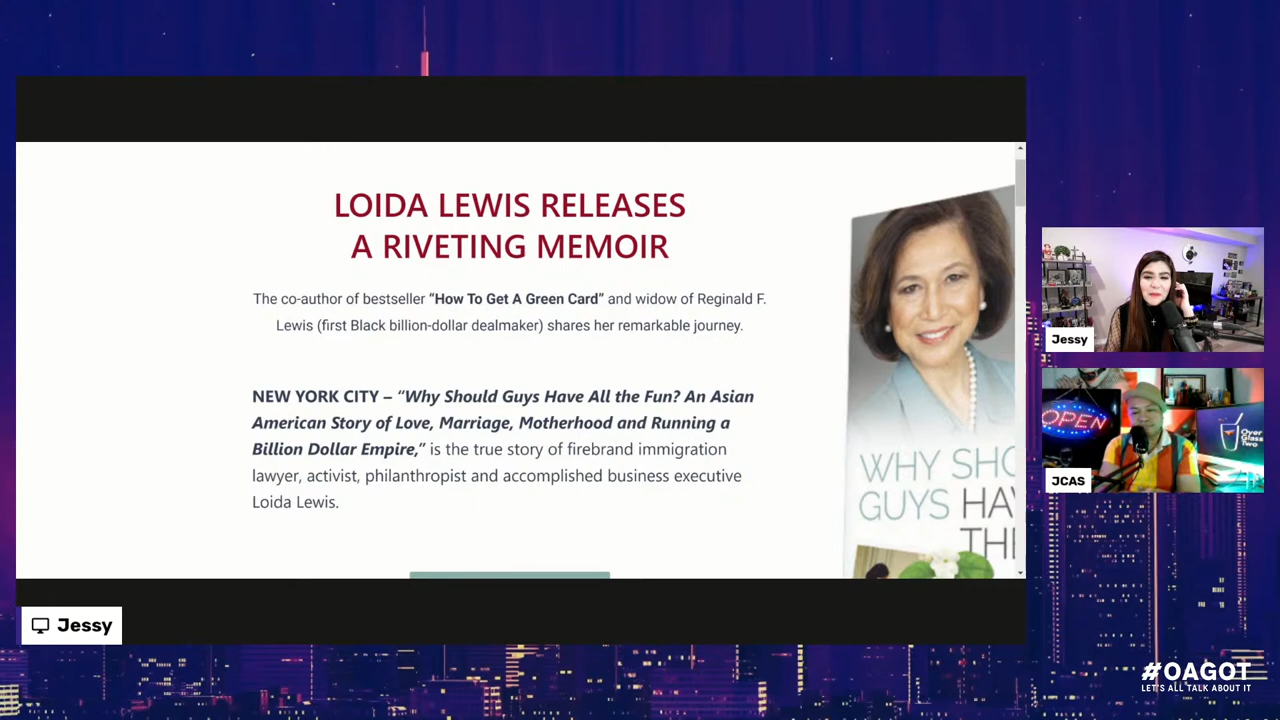 LOIDA LEWIS RELEASES
A RIVETING MEMOIR
The co-author of bestseller “How To Get A Green Card” and widow of Reginald F.
Lewis (first Black billion-dollar dealmaker) shares her remarkable journey.
NEW YORK CITY – “Why Should Guys Have All the Fun? An Asian
American Story of Love, Marriage, Motherhood and Running a
Billion Dollar Empire,” is the true story of firebrand immigration
lawyer, activist, philanthropist and accomplished business executive
Loida Lewis.
WHY SHO
GUYS HAV
THE
Jessy
OPEN
Over
Glass
Two
JCAS
Jessy
#OAGOT
LET'S ALL TALK ABOUT IT